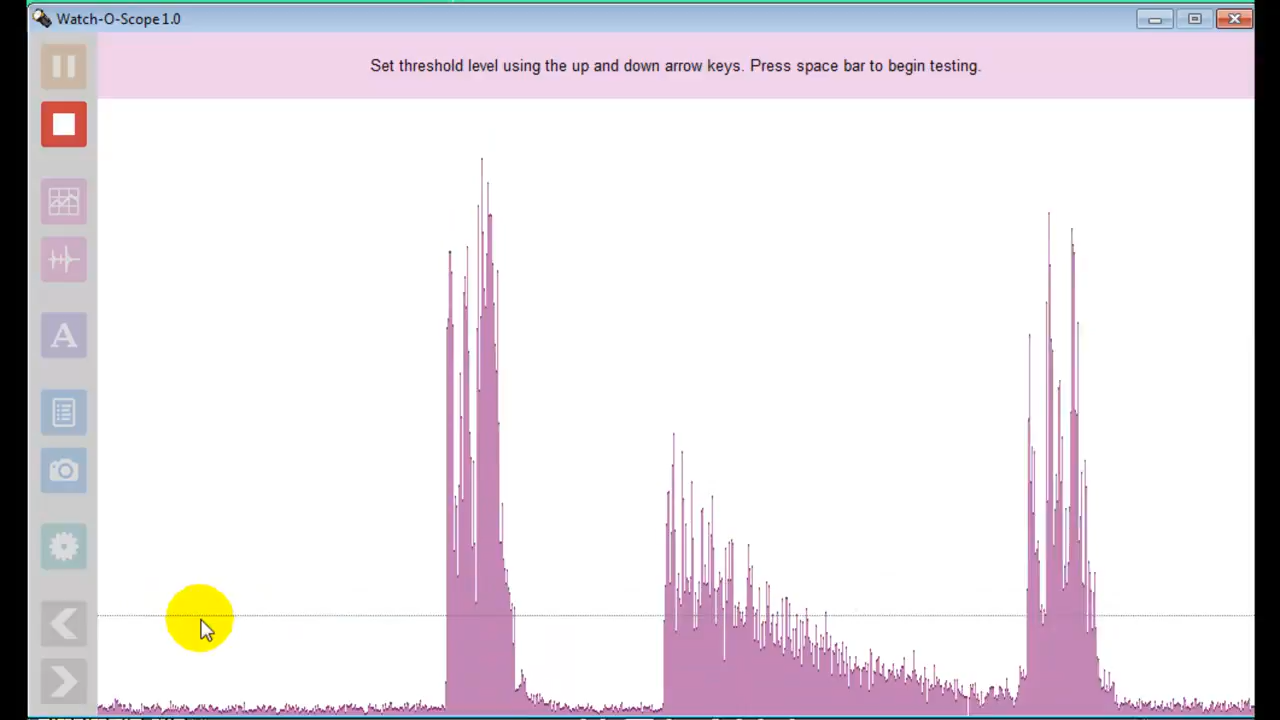 Watch-O-Scope 1.0
Set threshold level using the up and down arrow keys. Press space bar to begin testing.
A